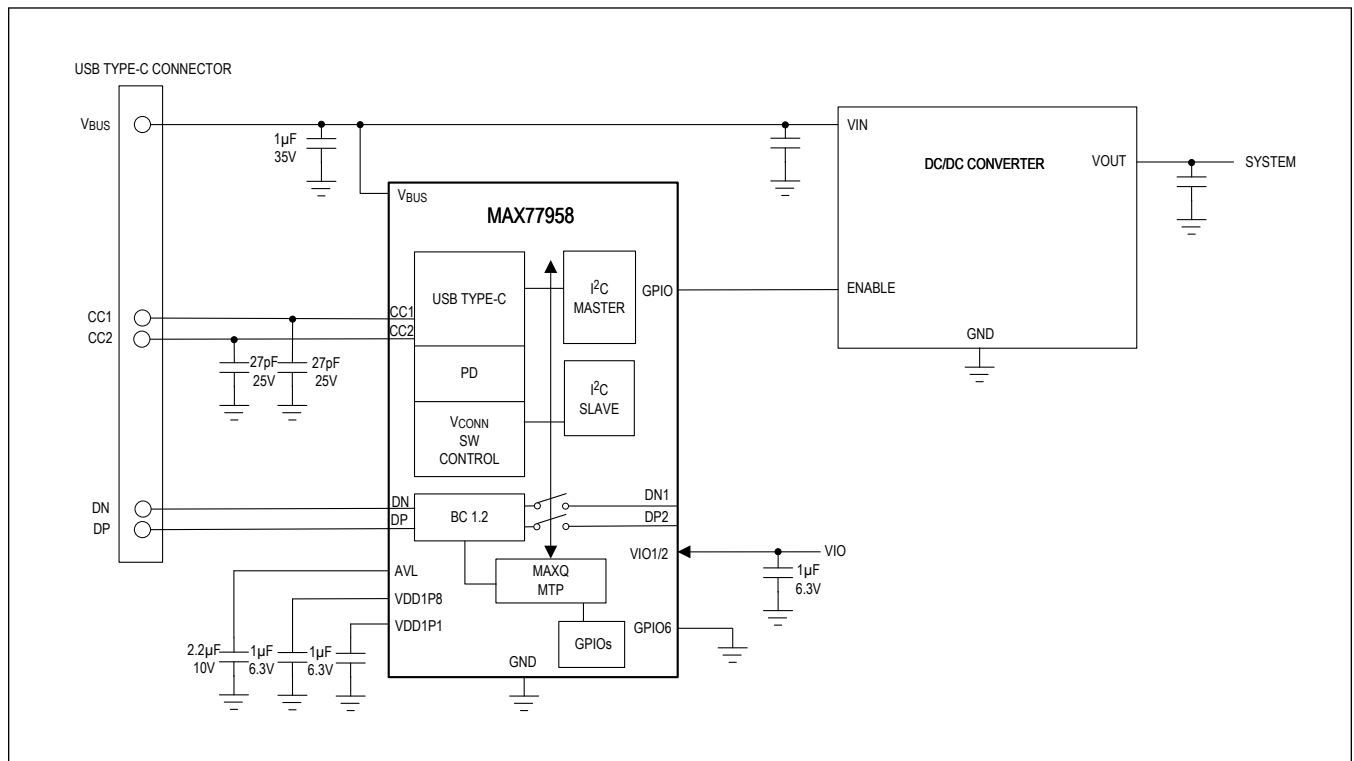 USB TYPE-C CONNECTOR
VBUS
1µF
35V
VIN
DC/DC CONVERTER
VOUT
SYSTEM
VBUS
MAX77958
USB TYPE-C
I²C
MASTER
GPIO
ENABLE
GND
CC1
CC2
CC1
CC2
27pF
25V
27pF
25V
PD
I²C
SLAVE
VCONN
SW
CONTROL
DN
DP
DN
DP
BC 1.2
DN1
DP2
VIO1/2
VIO
1µF
6.3V
AVL
VDD1P8
VDD1P1
MAXQ
MTP
GPIOs
GPIO6
2.2µF
10V
1µF
6.3V
1µF
6.3V
GND